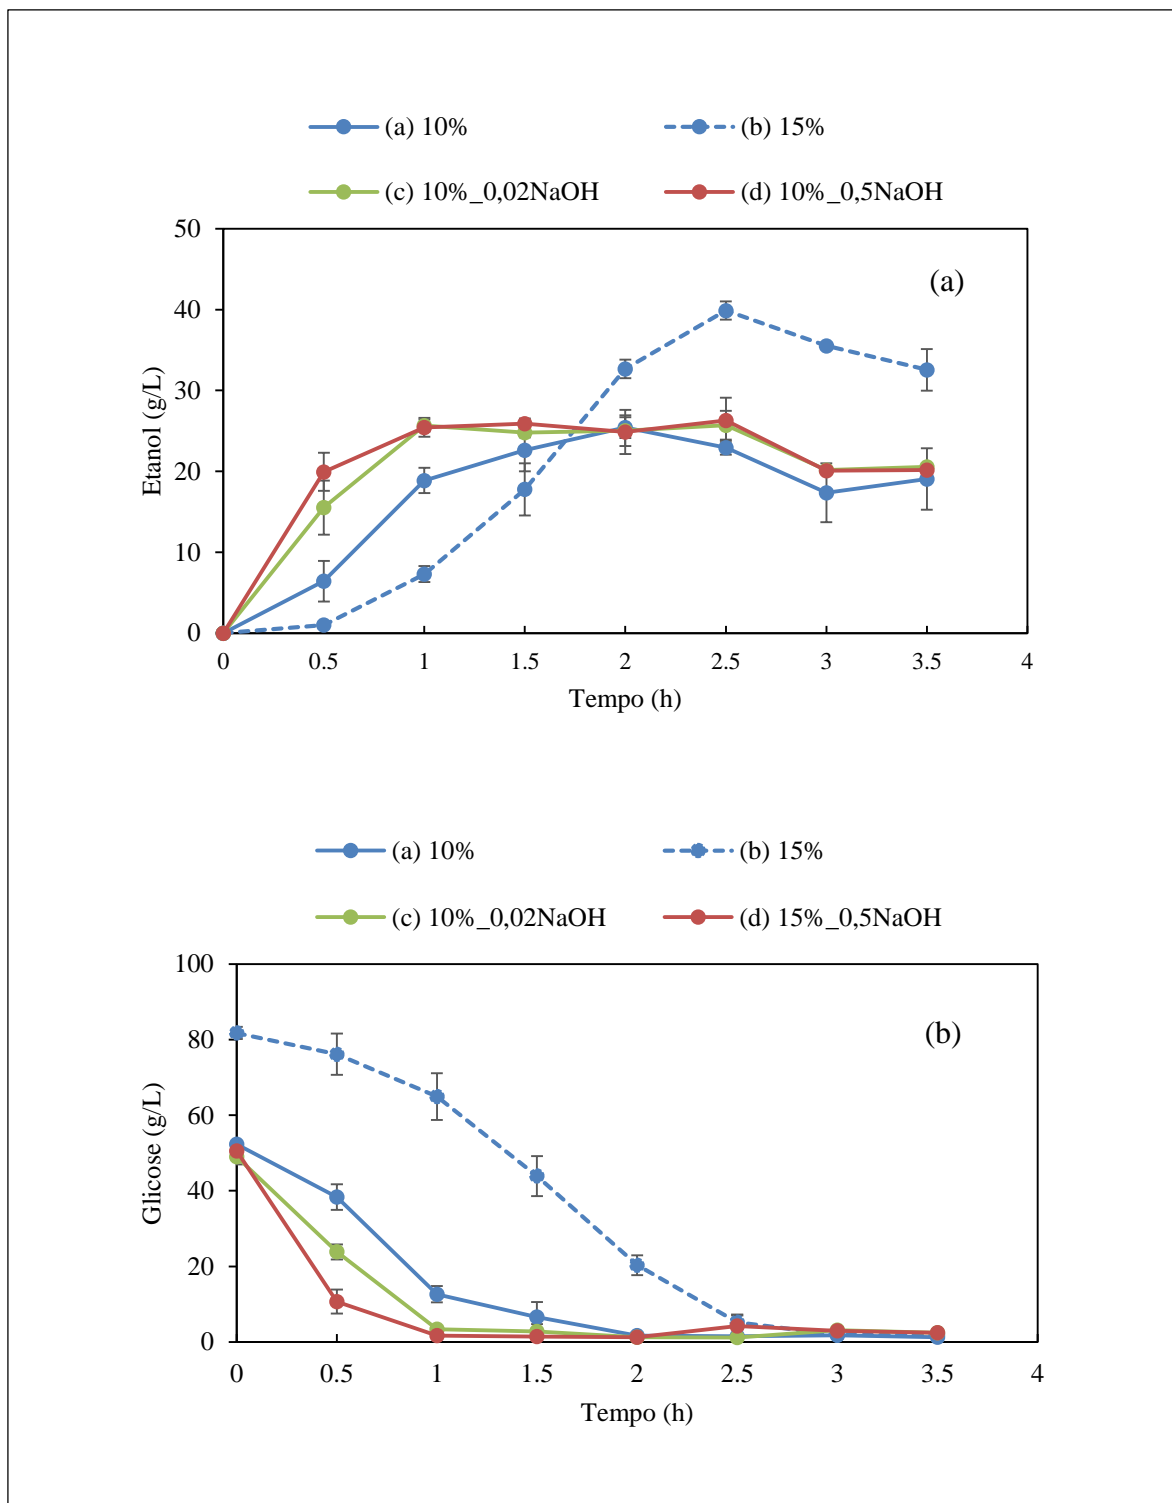 (a) 10% (b) 15%
(c) 10%_0,02NaOH (d) 10%_0,5NaOH
50
(a)
40
30
20
10
0
Etanol (g/L)
0 0.5 1 1.5 2 2.5 3 3.5 4
Tempo (h)
(a) 10% (b) 15%
(c) 10%_0,02NaOH (d) 15%_0,5NaOH
100
(b)
80
60
40
20
0
Glicose (g/L)
0 0.5 1 1.5 2 2.5 3 3.5 4
Tempo (h)